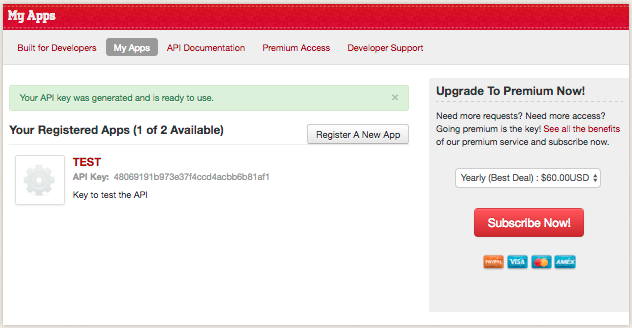 My Apps
Built for Developers My Apps API Documentation Premium Access Developer Support
Your API key was generated and is ready to use. ×
Your Registered Apps (1 of 2 Available)
Register A New App
TEST
API Key: 48069191b973e37f4ccd4acbb6b81af1
Key to test the API
Upgrade To Premium Now!
Need more requests? Need more access?
Going premium is the key! See all the benefits
of our premium service and subscribe now.
Yearly (Best Deal) : $60.00USD
Subscribe Now!
PAYPAL VISA AMEX